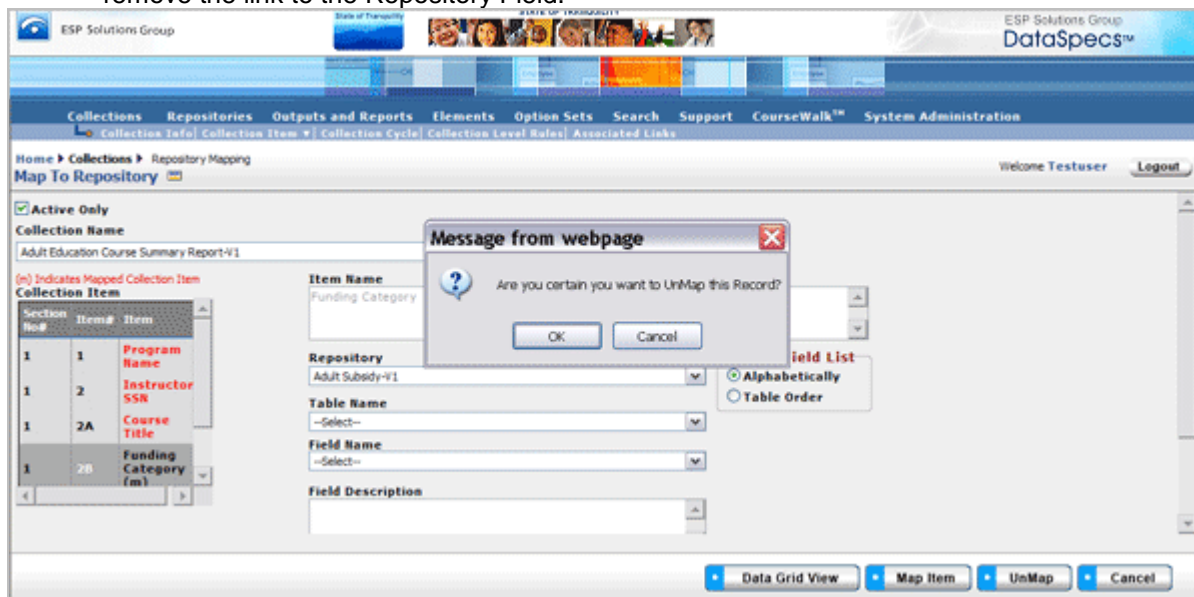 remove the link to the Repository Field.
ESP Solutions Group
State of Tranquility
STATE OF TRANQUILITY
ESP Solutions Group
DataSpecs™
Collections Repositories Outputs and Reports Elements Option Sets Search Support CourseWalk™ System Administration
Collection Info| Collection Item ▼| Collection Cycle| Collection Level Rules| Associated Links
Home ▶ Collections ▶ Repository Mapping
Welcome Testuser Logout
Map To Repository
Active Only
Collection Name
Adult Education Course Summary Report-V1
Message from webpage
Are you certain you want to UnMap this Record?
OK Cancel
(m) Indicates Mapped Collection Item
Collection Item
Section No# Item# Item
1 1 Program Name
1 2 Instructor SSN
1 2A Course Title
1 2B Funding Category (m)
Item Name
Funding Category
Repository
Adult Subsidy-V1
Table Name
--Select--
Field Name
--Select--
Field Description
ield List
Alphabetically
Table Order
Data Grid View Map Item UnMap Cancel